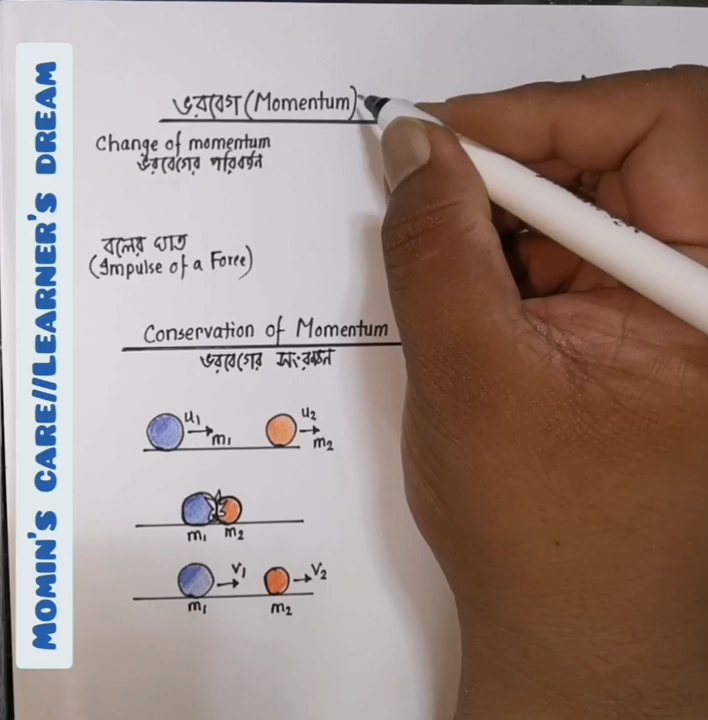 MOMIN'S CARE//LEARNER'S DREAM
ভরবেগ (Momentum)
Change of momentum
ভরবেগের পরিবর্তন
বলের ঘাত
(Impulse of a Force)
Conservation of Momentum
ভরবেগের সংরক্ষণ
u1 u2
m1 m2
m1 m2
v1 v2
m1 m2